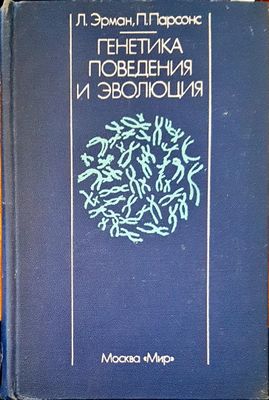 Л. Эрман, П. Парсонс
ГЕНЕТИКА
ПОВЕДЕНИЯ
И ЭВОЛЮЦИЯ
Москва «Мир»